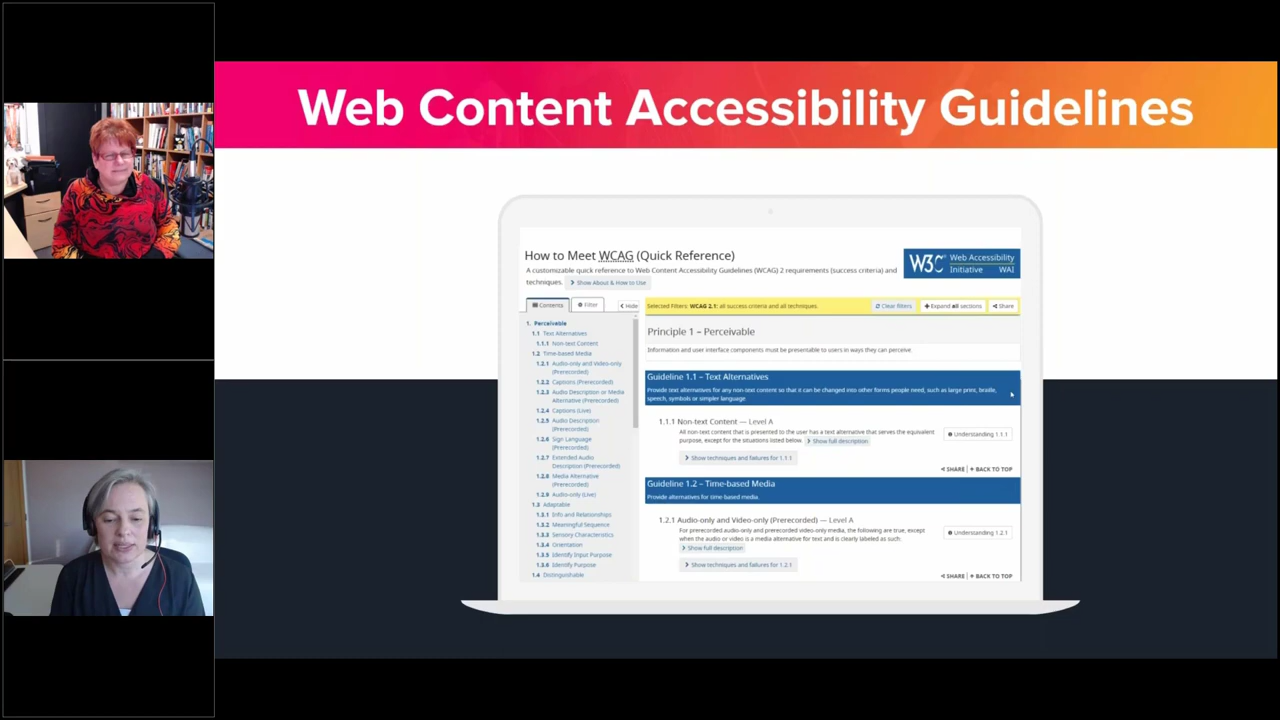 Web Content Accessibility Guidelines
How to Meet WCAG (Quick Reference)
A customizable quick reference to Web Content Accessibility Guidelines (WCAG) 2 requirements (success criteria) and
techniques. Show About & How to Use
W3C Web Accessibility
Initiative WAI
Contents Filter Hide
1. Perceivable
1.1 Text Alternatives
1.1.1 Non-text Content
1.2 Time-based Media
1.2.1 Audio-only and Video-only
(Prerecorded)
1.2.2 Captions (Prerecorded)
1.2.3 Audio Description or Media
Alternative (Prerecorded)
1.2.4 Captions (Live)
1.2.5 Audio Description
(Prerecorded)
1.2.6 Sign Language
(Prerecorded)
1.2.7 Extended Audio
Description (Prerecorded)
1.2.8 Media Alternative
(Prerecorded)
1.2.9 Audio-only (Live)
1.3 Adaptable
1.3.1 Info and Relationships
1.3.2 Meaningful Sequence
1.3.3 Sensory Characteristics
1.3.4 Orientation
1.3.5 Identify Input Purpose
1.3.6 Identify Purpose
1.4 Distinguishable
Selected Filters: WCAG 2.1: all success criteria and all techniques. Clear filters Expand all sections Share
Principle 1 – Perceivable
Information and user interface components must be presentable to users in ways they can perceive
Guideline 1.1 – Text Alternatives
Provide text alternatives for any non-text content so that it can be changed into other forms people need, such as large print, braille,
speech, symbols or simpler language
1.1.1 Non-text Content — Level A
All non-text content that is presented to the user has a text alternative that serves the equivalent
purpose, except for the situations listed below. Show full description
Understanding 1.1.1
Show techniques and failures for 1.1.1
SHARE | BACK TO TOP
Guideline 1.2 – Time-based Media
Provide alternatives for time-based media.
1.2.1 Audio-only and Video-only (Prerecorded) — Level A
For prerecorded audio-only and prerecorded video-only media, the following are true, except
when the audio or video is a media alternative for text and is clearly labeled as such:
Show full description
Understanding 1.2.1
Show techniques and failures for 1.2.1
SHARE | BACK TO TOP